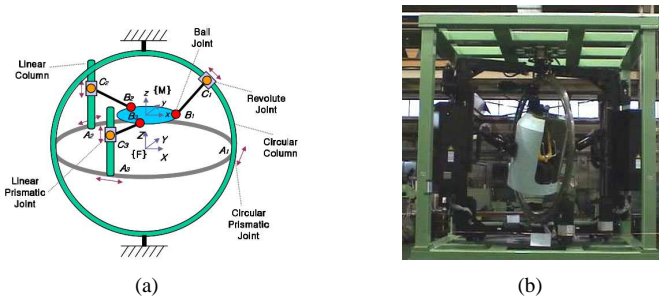 Ball
Joint
Linear
Column
C2
Z {M}
y
x
B2
B3
B1
C1
Revolute
Joint
A2
C3
Z
Y
{F}
X
A1
Circular
Column
Linear
Prismatic
Joint
A3
Circular
Prismatic
Joint
(a)
(b)